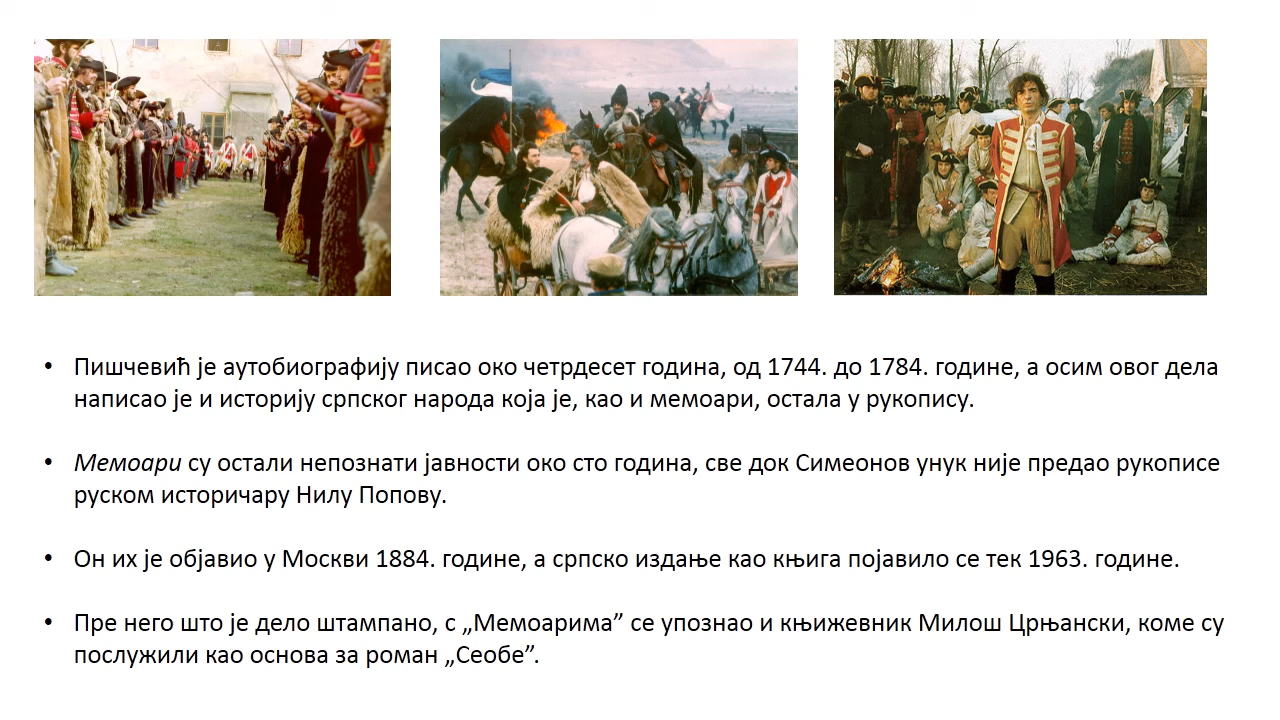 • Пишчевић је аутобиографију писао око четрдесет година, од 1744. до 1784. године, а осим овог дела
написао је и историју српског народа која је, као и мемоари, остала у рукопису.
• Мемоари су остали непознати јавности око сто година, све док Симеонов унук није предао рукописе
руском историчару Нилу Попову.
• Он их је објавио у Москви 1884. године, а српско издање као књига појавило се тек 1963. године.
• Пре него што је дело штампано, с „Мемоарима” се упознао и књижевник Милош Црњански, коме су
послужили као основа за роман „Сеобе”.